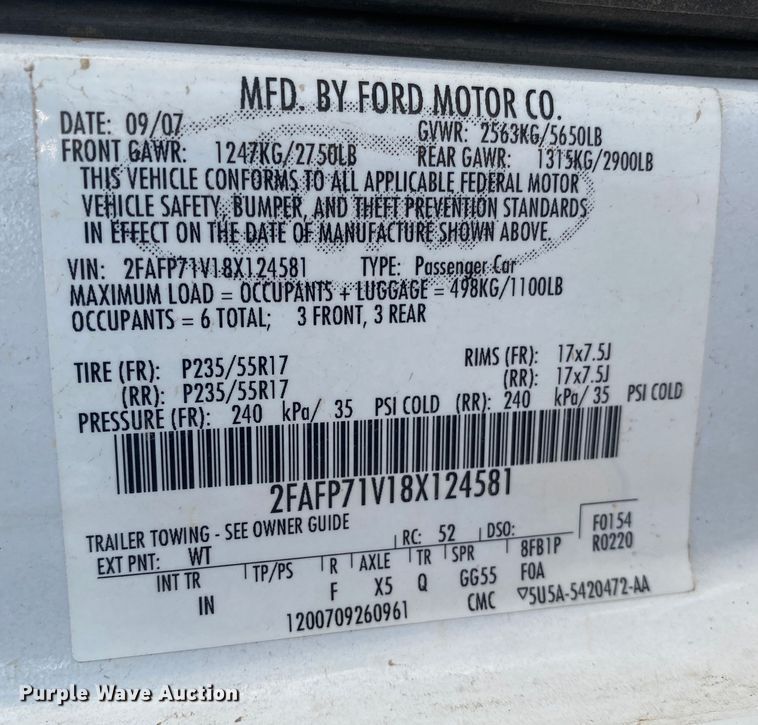 MFD. BY FORD MOTOR CO.
DATE: 09/07 GVWR: 2563KG/5650LB
FRONT GAWR: 1247KG/2750LB REAR GAWR: 1315KG/2900LB
THIS VEHICLE CONFORMS TO ALL APPLICABLE FEDERAL MOTOR
VEHICLE SAFETY, BUMPER, AND THEFT PREVENTION STANDARDS
IN EFFECT ON THE DATE OF MANUFACTURE SHOWN ABOVE.
VIN: 2FAFP71V18X124581 TYPE: Passenger Car
MAXIMUM LOAD = OCCUPANTS + LUGGAGE = 498KG/1100LB
OCCUPANTS = 6 TOTAL; 3 FRONT, 3 REAR
TIRE (FR): P235/55R17 RIMS (FR): 17x7.5J
(RR): P235/55R17 (RR): 17x7.5J
PRESSURE (FR): 240 kPa/ 35 PSI COLD (RR): 240 kPa/ 35 PSI COLD
2FAFP71V18X124581
TRAILER TOWING - SEE OWNER GUIDE
EXT PNT: WT RC: 52 DSO: F0154
INT TR TP/PS R AXLE TR SPR 8FB1P R0220
IN F X5 Q GG55 F0A
1200709260961 CMC ▽5U5A-5420472-AA
Purple Wave Auction